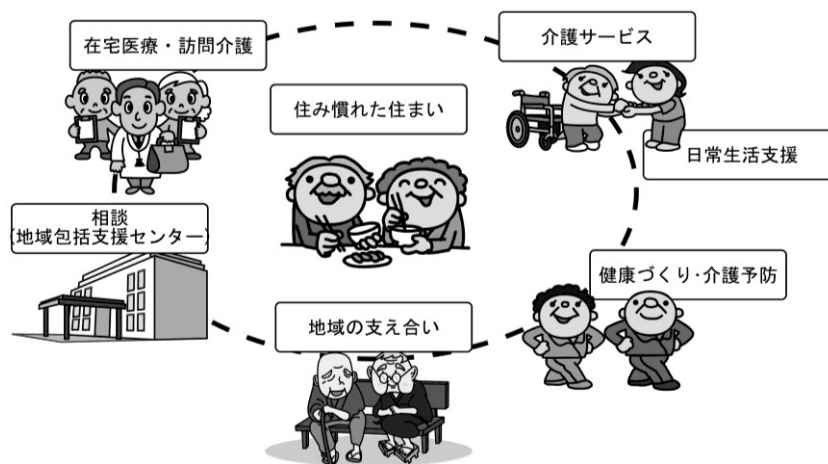 在宅医療・訪問介護
介護サービス
住み慣れた住まい
日常生活支援
相談
(地域包括支援センター)
健康づくり・介護予防
地域の支え合い